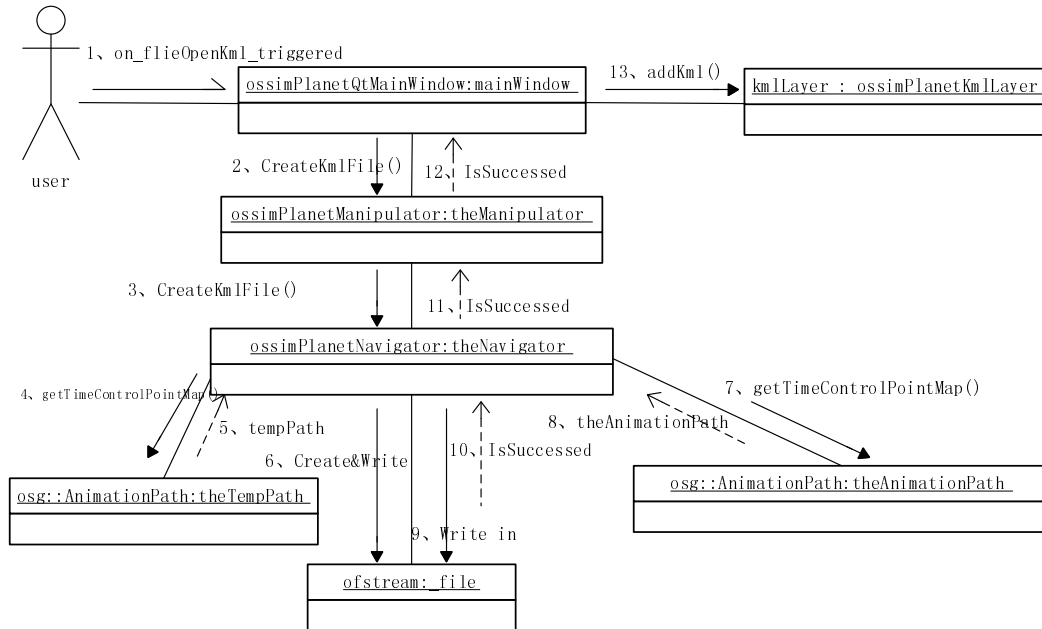 1、on_flieOpenKml_triggered
ossimPlanetQtMainWindow:mainWindow
13、addKml()
kmlLayer : ossimPlanetKmlLayer
user
2、CreateKmlFile()
12、IsSuccessed
ossimPlanetManipulator:theManipulator
3、CreateKmlFile()
11、IsSuccessed
ossimPlanetNavigator:theNavigator
4、getTimeControlPointMap()
7、getTimeControlPointMap()
5、tempPath
8、theAnimationPath
6、Create&Write
10、IsSuccessed
osg::AnimationPath:theTempPath
osg::AnimationPath:theAnimationPath
9、Write in
ofstream:_file